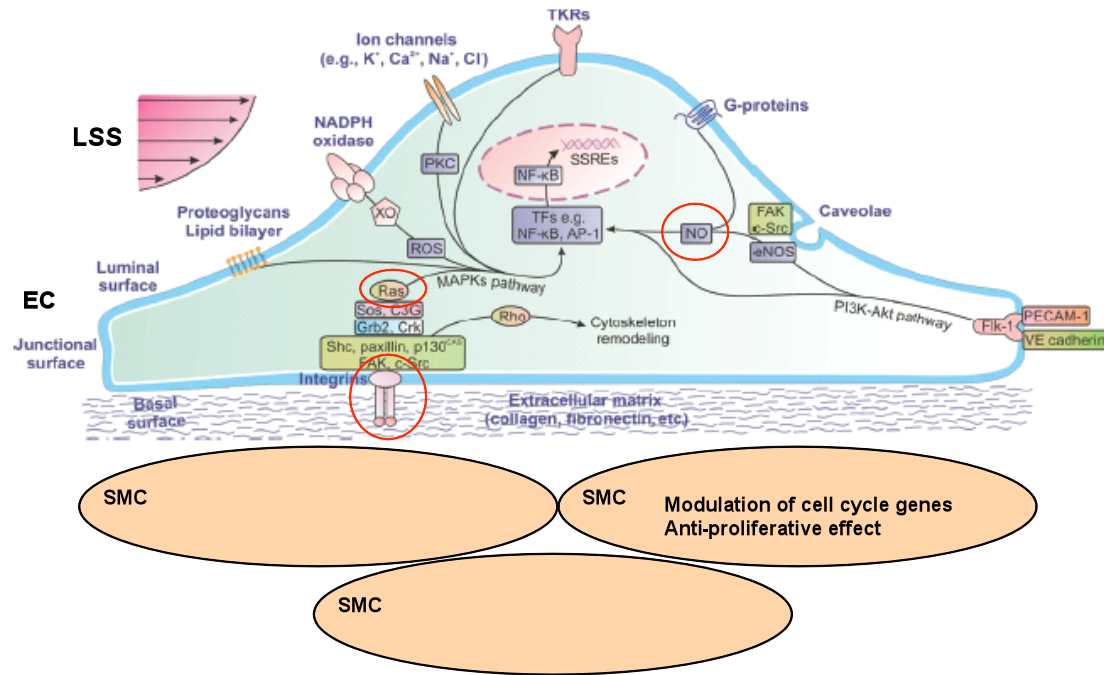 TKRs
Ion channels
(e.g., K⁺, Ca²⁺, Na⁺, Cl⁻)
G-proteins
LSS
NADPH
oxidase
PKC
SSREs
NF-κB
XO
Proteoglycans
Lipid bilayer
TFs e.g.
NF-κB, AP-1
NO
FAK
c-Src
Caveolae
ROS
eNOS
Luminal
surface
MAPKs pathway
Ras
EC
Sos, C3G
Grb2, Crk
Rho
Cytoskeleton
remodeling
PI3K-Akt pathway
Flk-1
PECAM-1
VE cadherin
Junctional
surface
Shc, paxillin, p130ᶜᴬˢ
FAK, c-Src
Integrins
Basal
surface
Extracellular matrix
(collagen, fibronectin, etc)
SMC
SMC
Modulation of cell cycle genes
Anti-proliferative effect
SMC